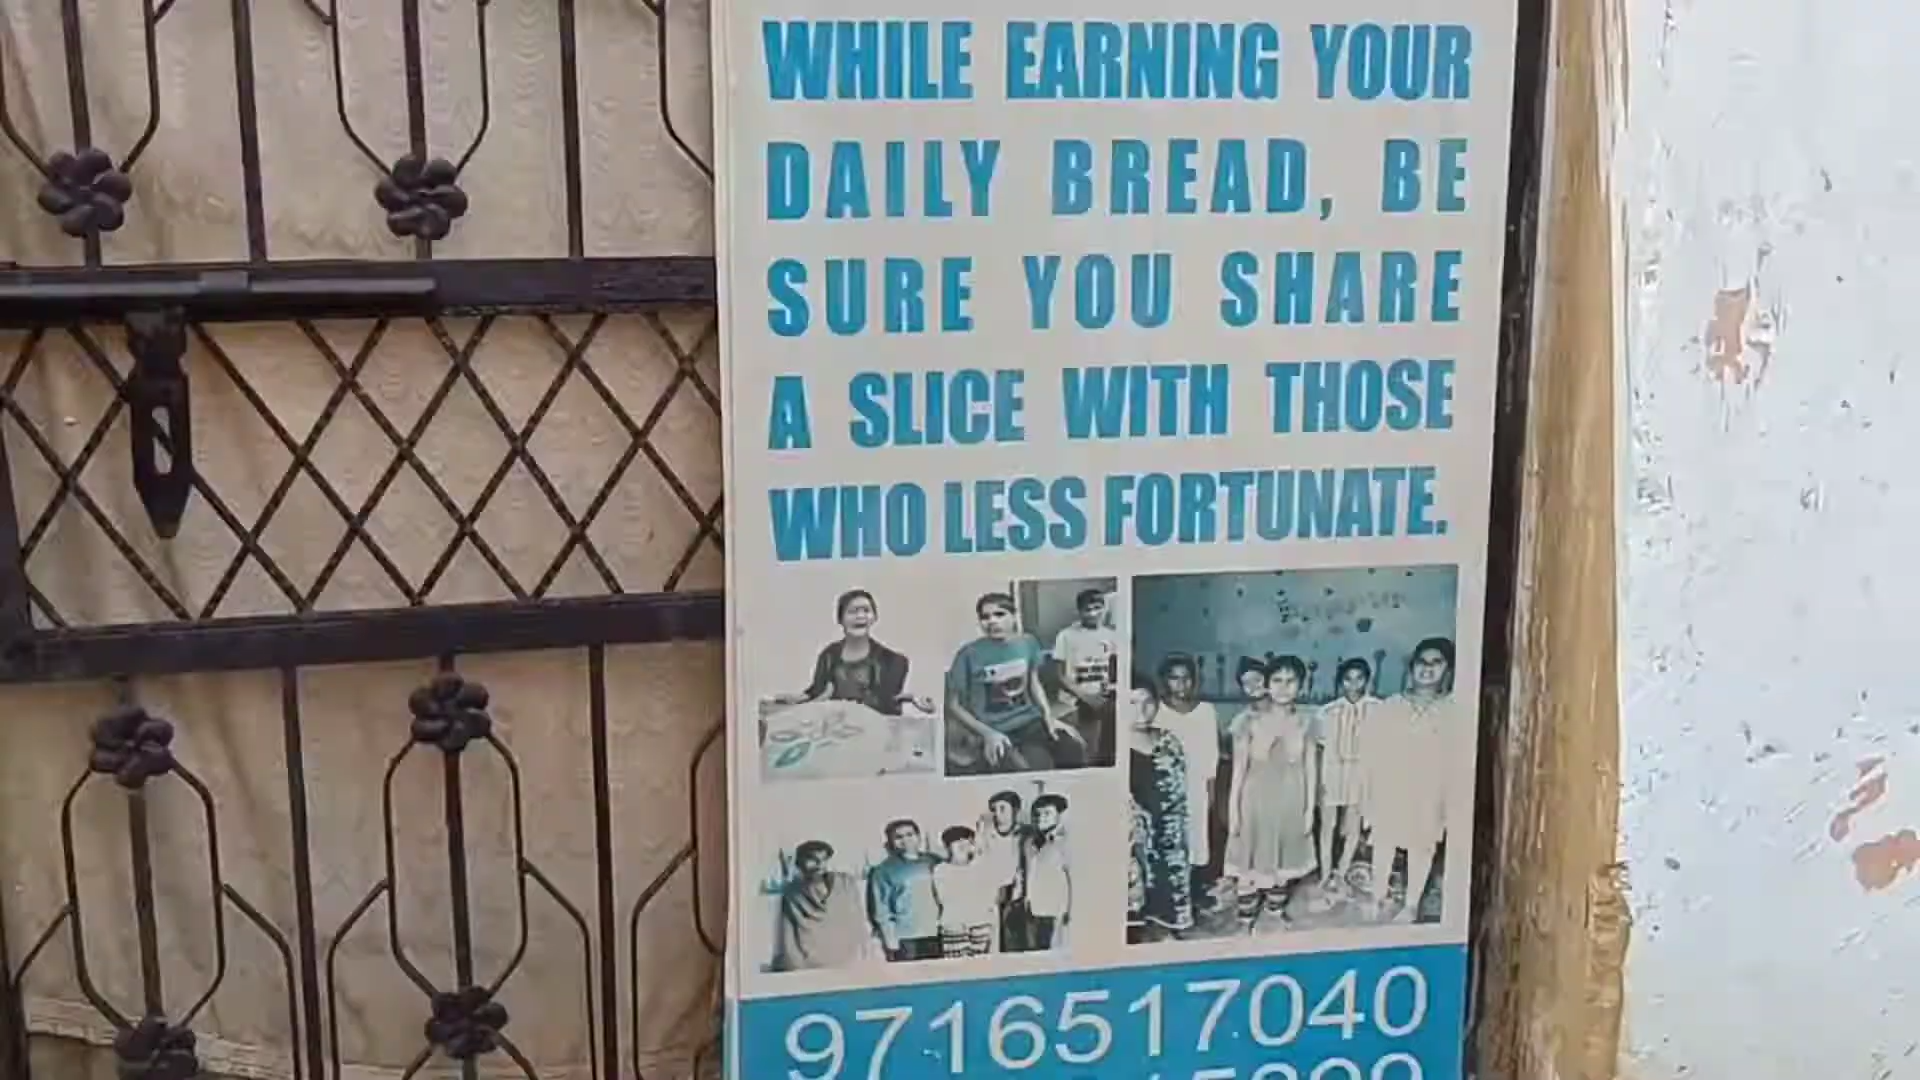 WHILE EARNING YOUR
DAILY BREAD, BE
SURE YOU SHARE
A SLICE WITH THOSE
WHO LESS FORTUNATE.
9716517040